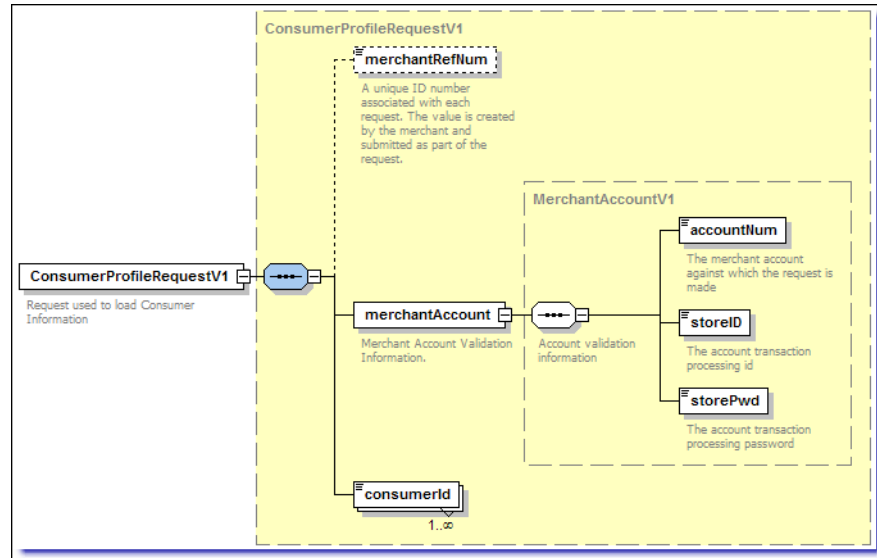 ConsumerProfileRequestV1
merchantRefNum
A unique ID number
associated with each
request. The value is created
by the merchant and
submitted as part of the
request.
MerchantAccountV1
accountNum
The merchant account
against which the request is
made
ConsumerProfileRequestV1
Request used to load Consumer
Information
merchantAccount
Merchant Account Validation
Information.
Account validation
information
storeID
The account transaction
processing id
storePwd
The account transaction
processing password
consumerId
1..∞